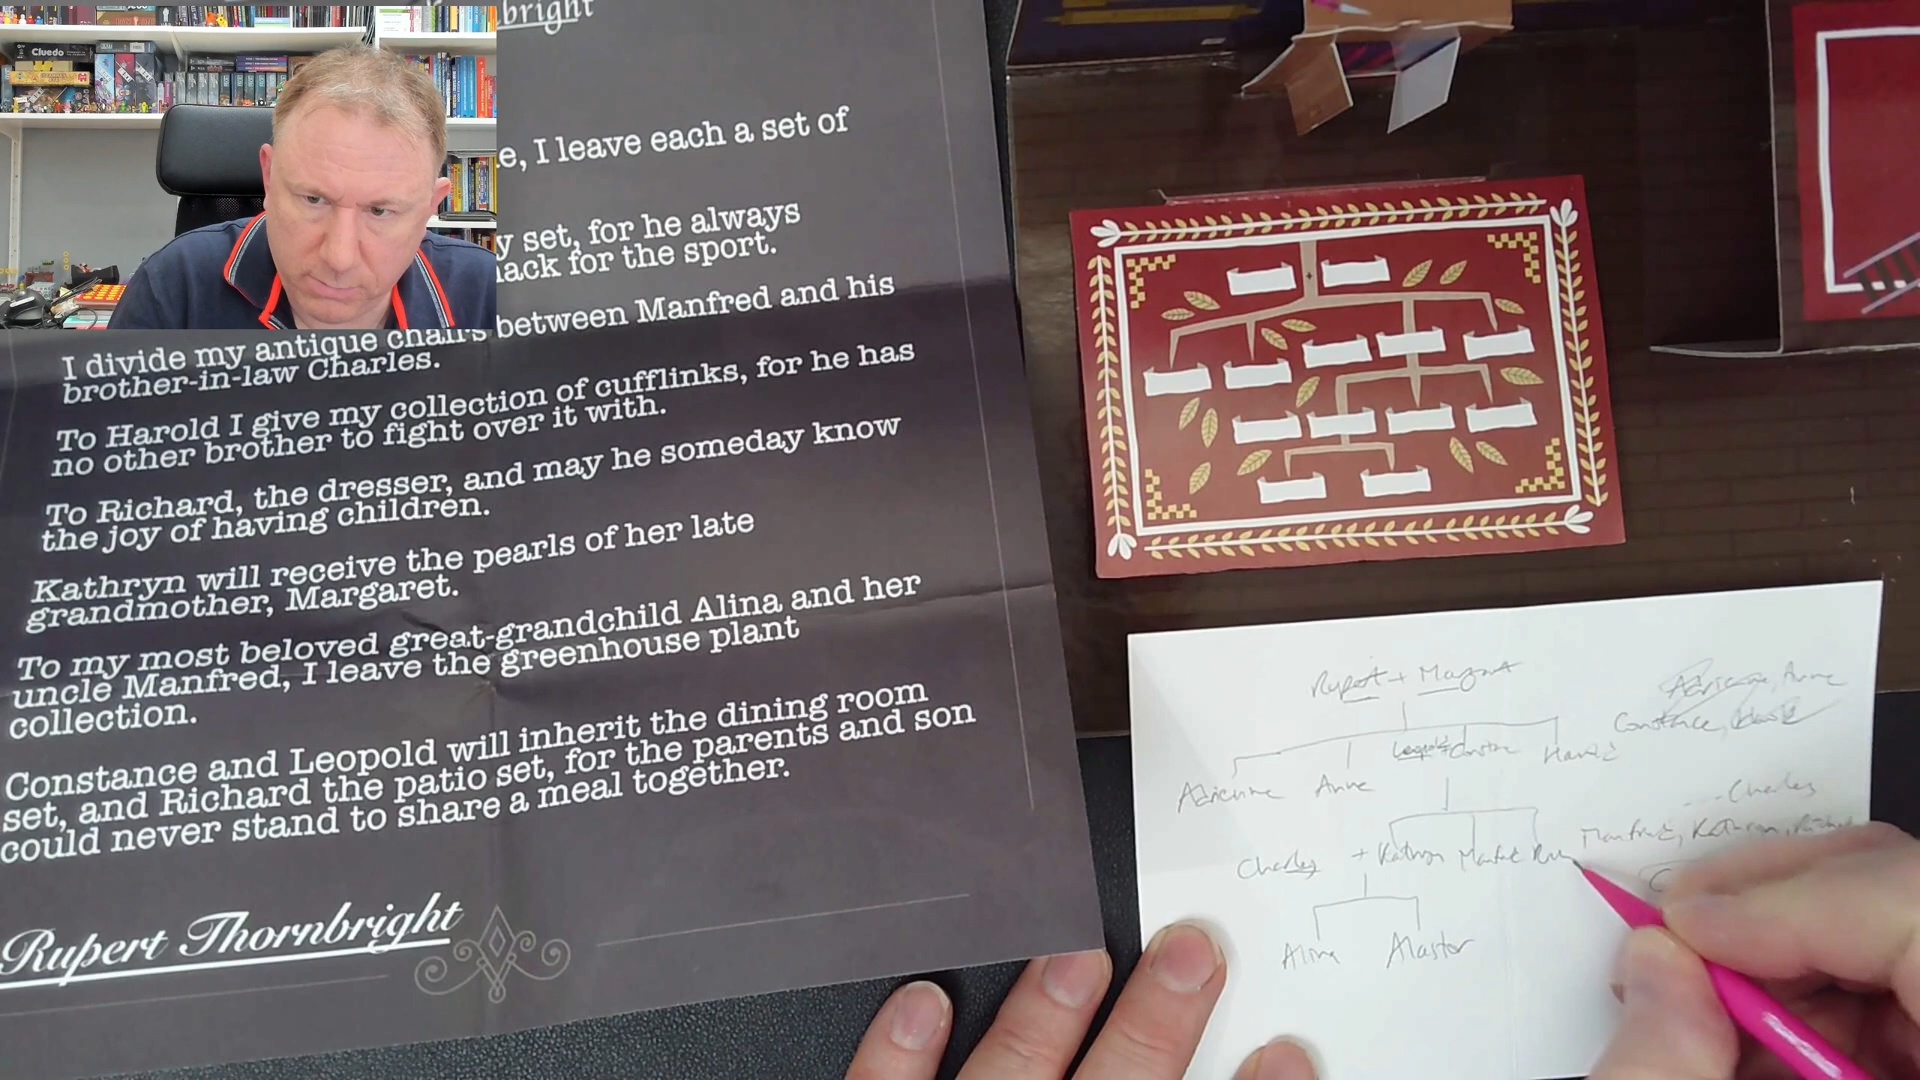 bright
Cluedo
e, I leave each a set of
y set, for he always
ack for the sport.
I divide my antique chairs between Manfred and his
brother-in-law Charles.
To Harold I give my collection of cufflinks, for he has
no other brother to fight over it with.
To Richard, the dresser, and may he someday know
the joy of having children.
Kathryn will receive the pearls of her late
grandmother, Margaret.
To my most beloved great-grandchild Alina and her
uncle Manfred, I leave the greenhouse plant
collection.
Constance and Leopold will inherit the dining room
set, and Richard the patio set, for the parents and son
could never stand to share a meal together.
Rupert Thornbright
Rupert + Margaret
Constance,
Anne
Charles
Charles + Kathryn
Manfred, Kathryn,
Alina Alastor